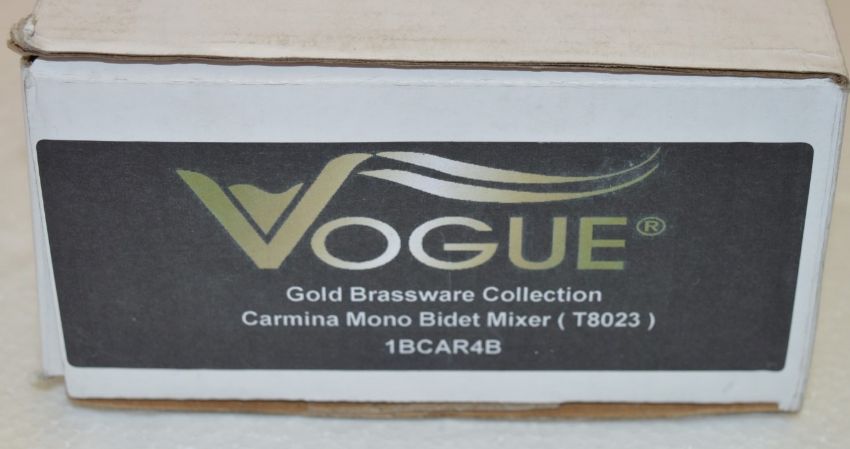 VOGUE®
Gold Brassware Collection
Carmina Mono Bidet Mixer ( T8023 )
1BCAR4B